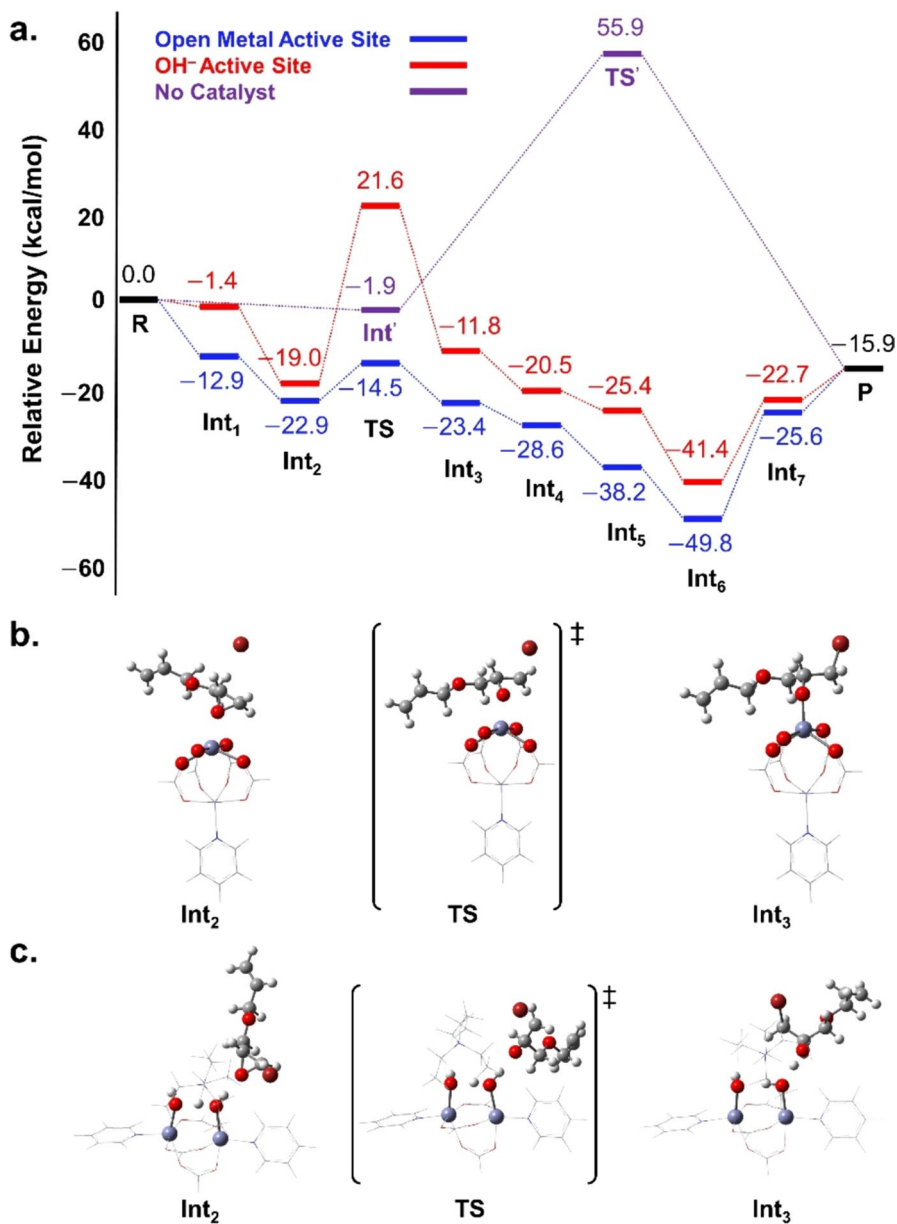 a.
Open Metal Active Site
OH⁻ Active Site
No Catalyst
Relative Energy (kcal/mol)
60
40
20
0
−20
−40
−60
55.9
TS'
21.6
0.0
R
−1.4
−12.9
Int₁
−19.0
−22.9
Int₂
−1.9
Int'
−14.5
TS
−11.8
−23.4
Int₃
−20.5
−28.6
Int₄
−25.4
−38.2
Int₅
−41.4
−49.8
Int₆
−22.7
−25.6
Int₇
−15.9
P
b.
‡
Int₂
TS
Int₃
c.
‡
Int₂
TS
Int₃